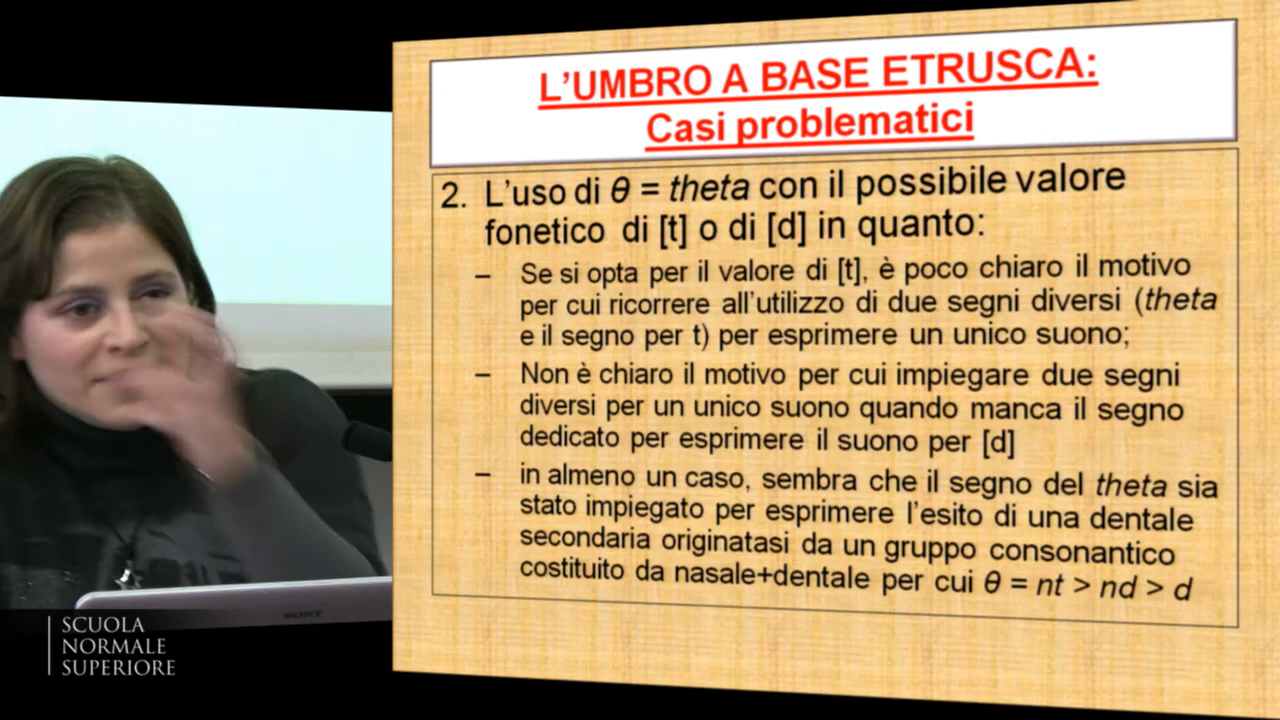 L'UMBRO A BASE ETRUSCA:
Casi problematici
2. L'uso di θ = theta con il possibile valore
fonetico di [t] o di [d] in quanto:
– Se si opta per il valore di [t], è poco chiaro il motivo
per cui ricorrere all'utilizzo di due segni diversi (theta
e il segno per t) per esprimere un unico suono;
– Non è chiaro il motivo per cui impiegare due segni
diversi per un unico suono quando manca il segno
dedicato per esprimere il suono per [d]
– in almeno un caso, sembra che il segno del theta sia
stato impiegato per esprimere l'esito di una dentale
secondaria originatasi da un gruppo consonantico
costituito da nasale+dentale per cui θ = nt > nd > d
SONY
SCUOLA
NORMALE
SUPERIORE